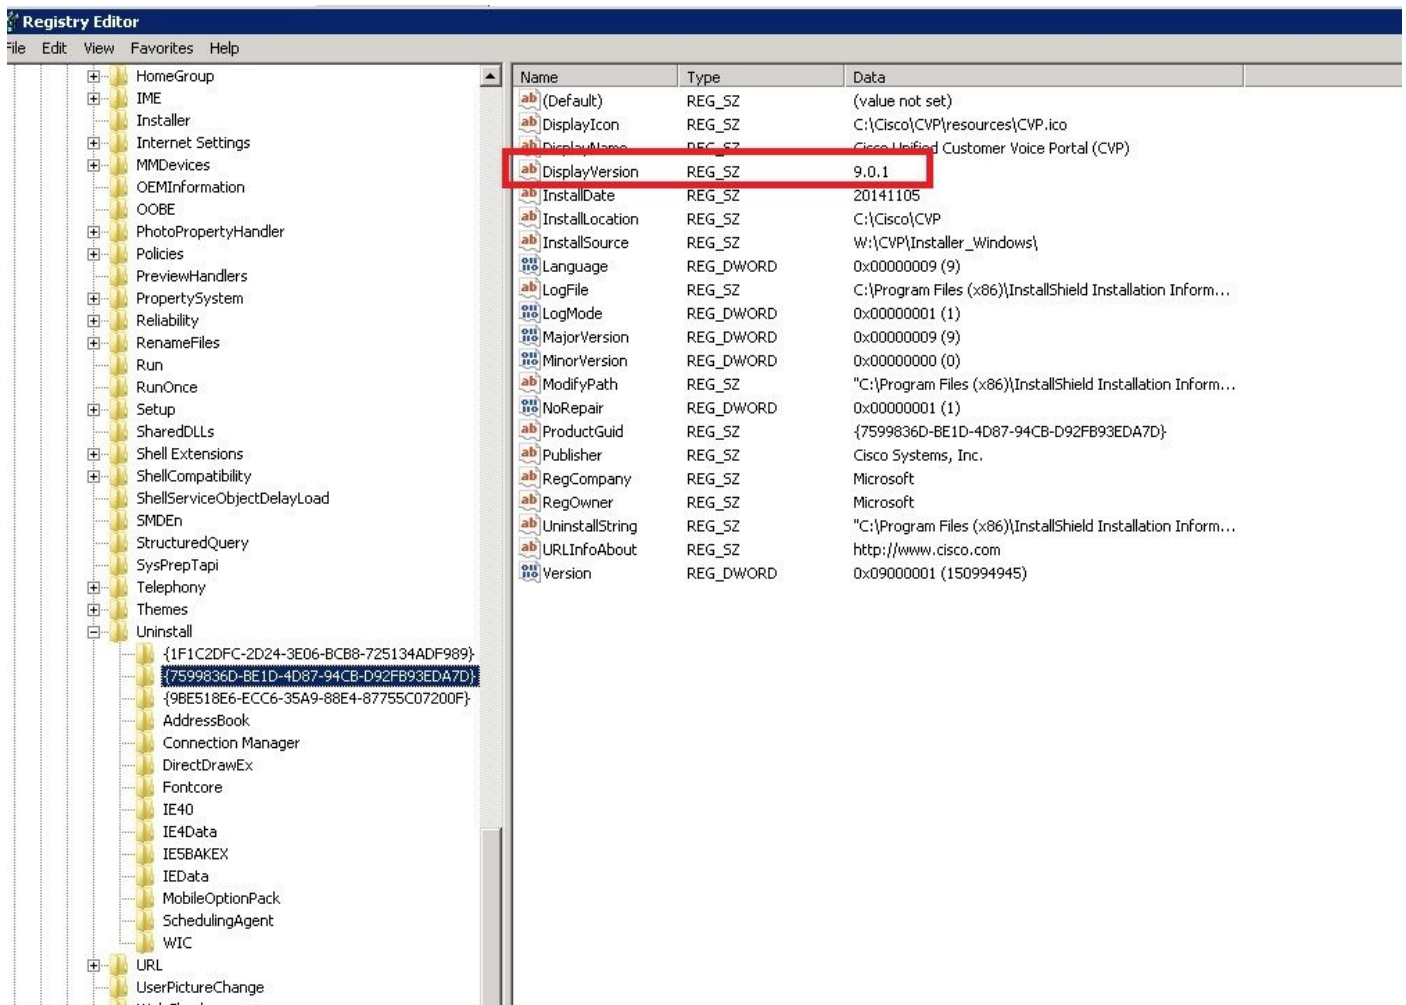 Registry Editor
File Edit View Favorites Help
HomeGroup
IME
Installer
Internet Settings
MMDevices
OEMInformation
OOBE
PhotoPropertyHandler
Policies
PreviewHandlers
PropertySystem
Reliability
RenameFiles
Run
RunOnce
Setup
SharedDLLs
Shell Extensions
ShellCompatibility
ShellServiceObjectDelayLoad
SMDEn
StructuredQuery
SysPrepTapi
Telephony
Themes
Uninstall
{1F1C2DFC-2D24-3E06-BCB8-725134ADF989}
{7599836D-BE1D-4D87-94CB-D92FB93EDA7D}
{9BE518E6-ECC6-35A9-88E4-87755C07200F}
AddressBook
Connection Manager
DirectDrawEx
Fontcore
IE40
IE4Data
IE5BAKEX
IEData
MobileOptionPack
SchedulingAgent
WIC
URL
UserPictureChange
Name Type Data
(Default) REG_SZ (value not set)
DisplayIcon REG_SZ C:\Cisco\CVP\resources\CVP.ico
DisplayName REG_SZ Cisco Unified Customer Voice Portal (CVP)
DisplayVersion REG_SZ 9.0.1
InstallDate REG_SZ 20141105
InstallLocation REG_SZ C:\Cisco\CVP
InstallSource REG_SZ W:\CVP\Installer_Windows\
Language REG_DWORD 0x00000009 (9)
LogFile REG_SZ C:\Program Files (x86)\InstallShield Installation Inform...
LogMode REG_DWORD 0x00000001 (1)
MajorVersion REG_DWORD 0x00000009 (9)
MinorVersion REG_DWORD 0x00000000 (0)
ModifyPath REG_SZ "C:\Program Files (x86)\InstallShield Installation Inform...
NoRepair REG_DWORD 0x00000001 (1)
ProductGuid REG_SZ {7599836D-BE1D-4D87-94CB-D92FB93EDA7D}
Publisher REG_SZ Cisco Systems, Inc.
RegCompany REG_SZ Microsoft
RegOwner REG_SZ Microsoft
UninstallString REG_SZ "C:\Program Files (x86)\InstallShield Installation Inform...
URLInfoAbout REG_SZ http://www.cisco.com
Version REG_DWORD 0x09000001 (150994945)